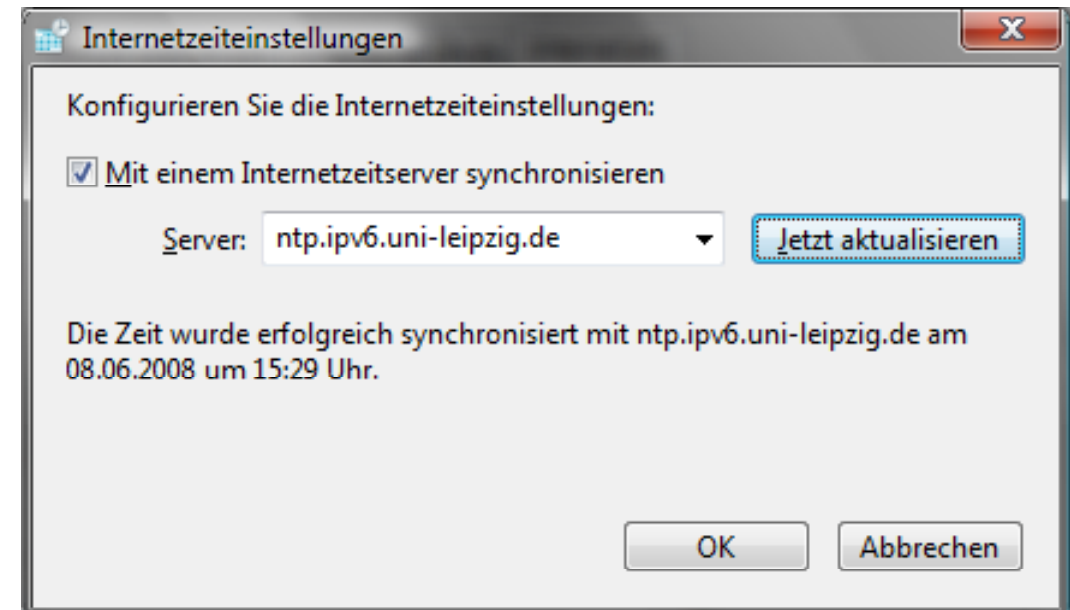 Internetzeiteinstellungen
Konfigurieren Sie die Internetzeiteinstellungen:
Mit einem Internetzeitserver synchronisieren
Server: ntp.ipv6.uni-leipzig.de Jetzt aktualisieren
Die Zeit wurde erfolgreich synchronisiert mit ntp.ipv6.uni-leipzig.de am
08.06.2008 um 15:29 Uhr.
OK Abbrechen